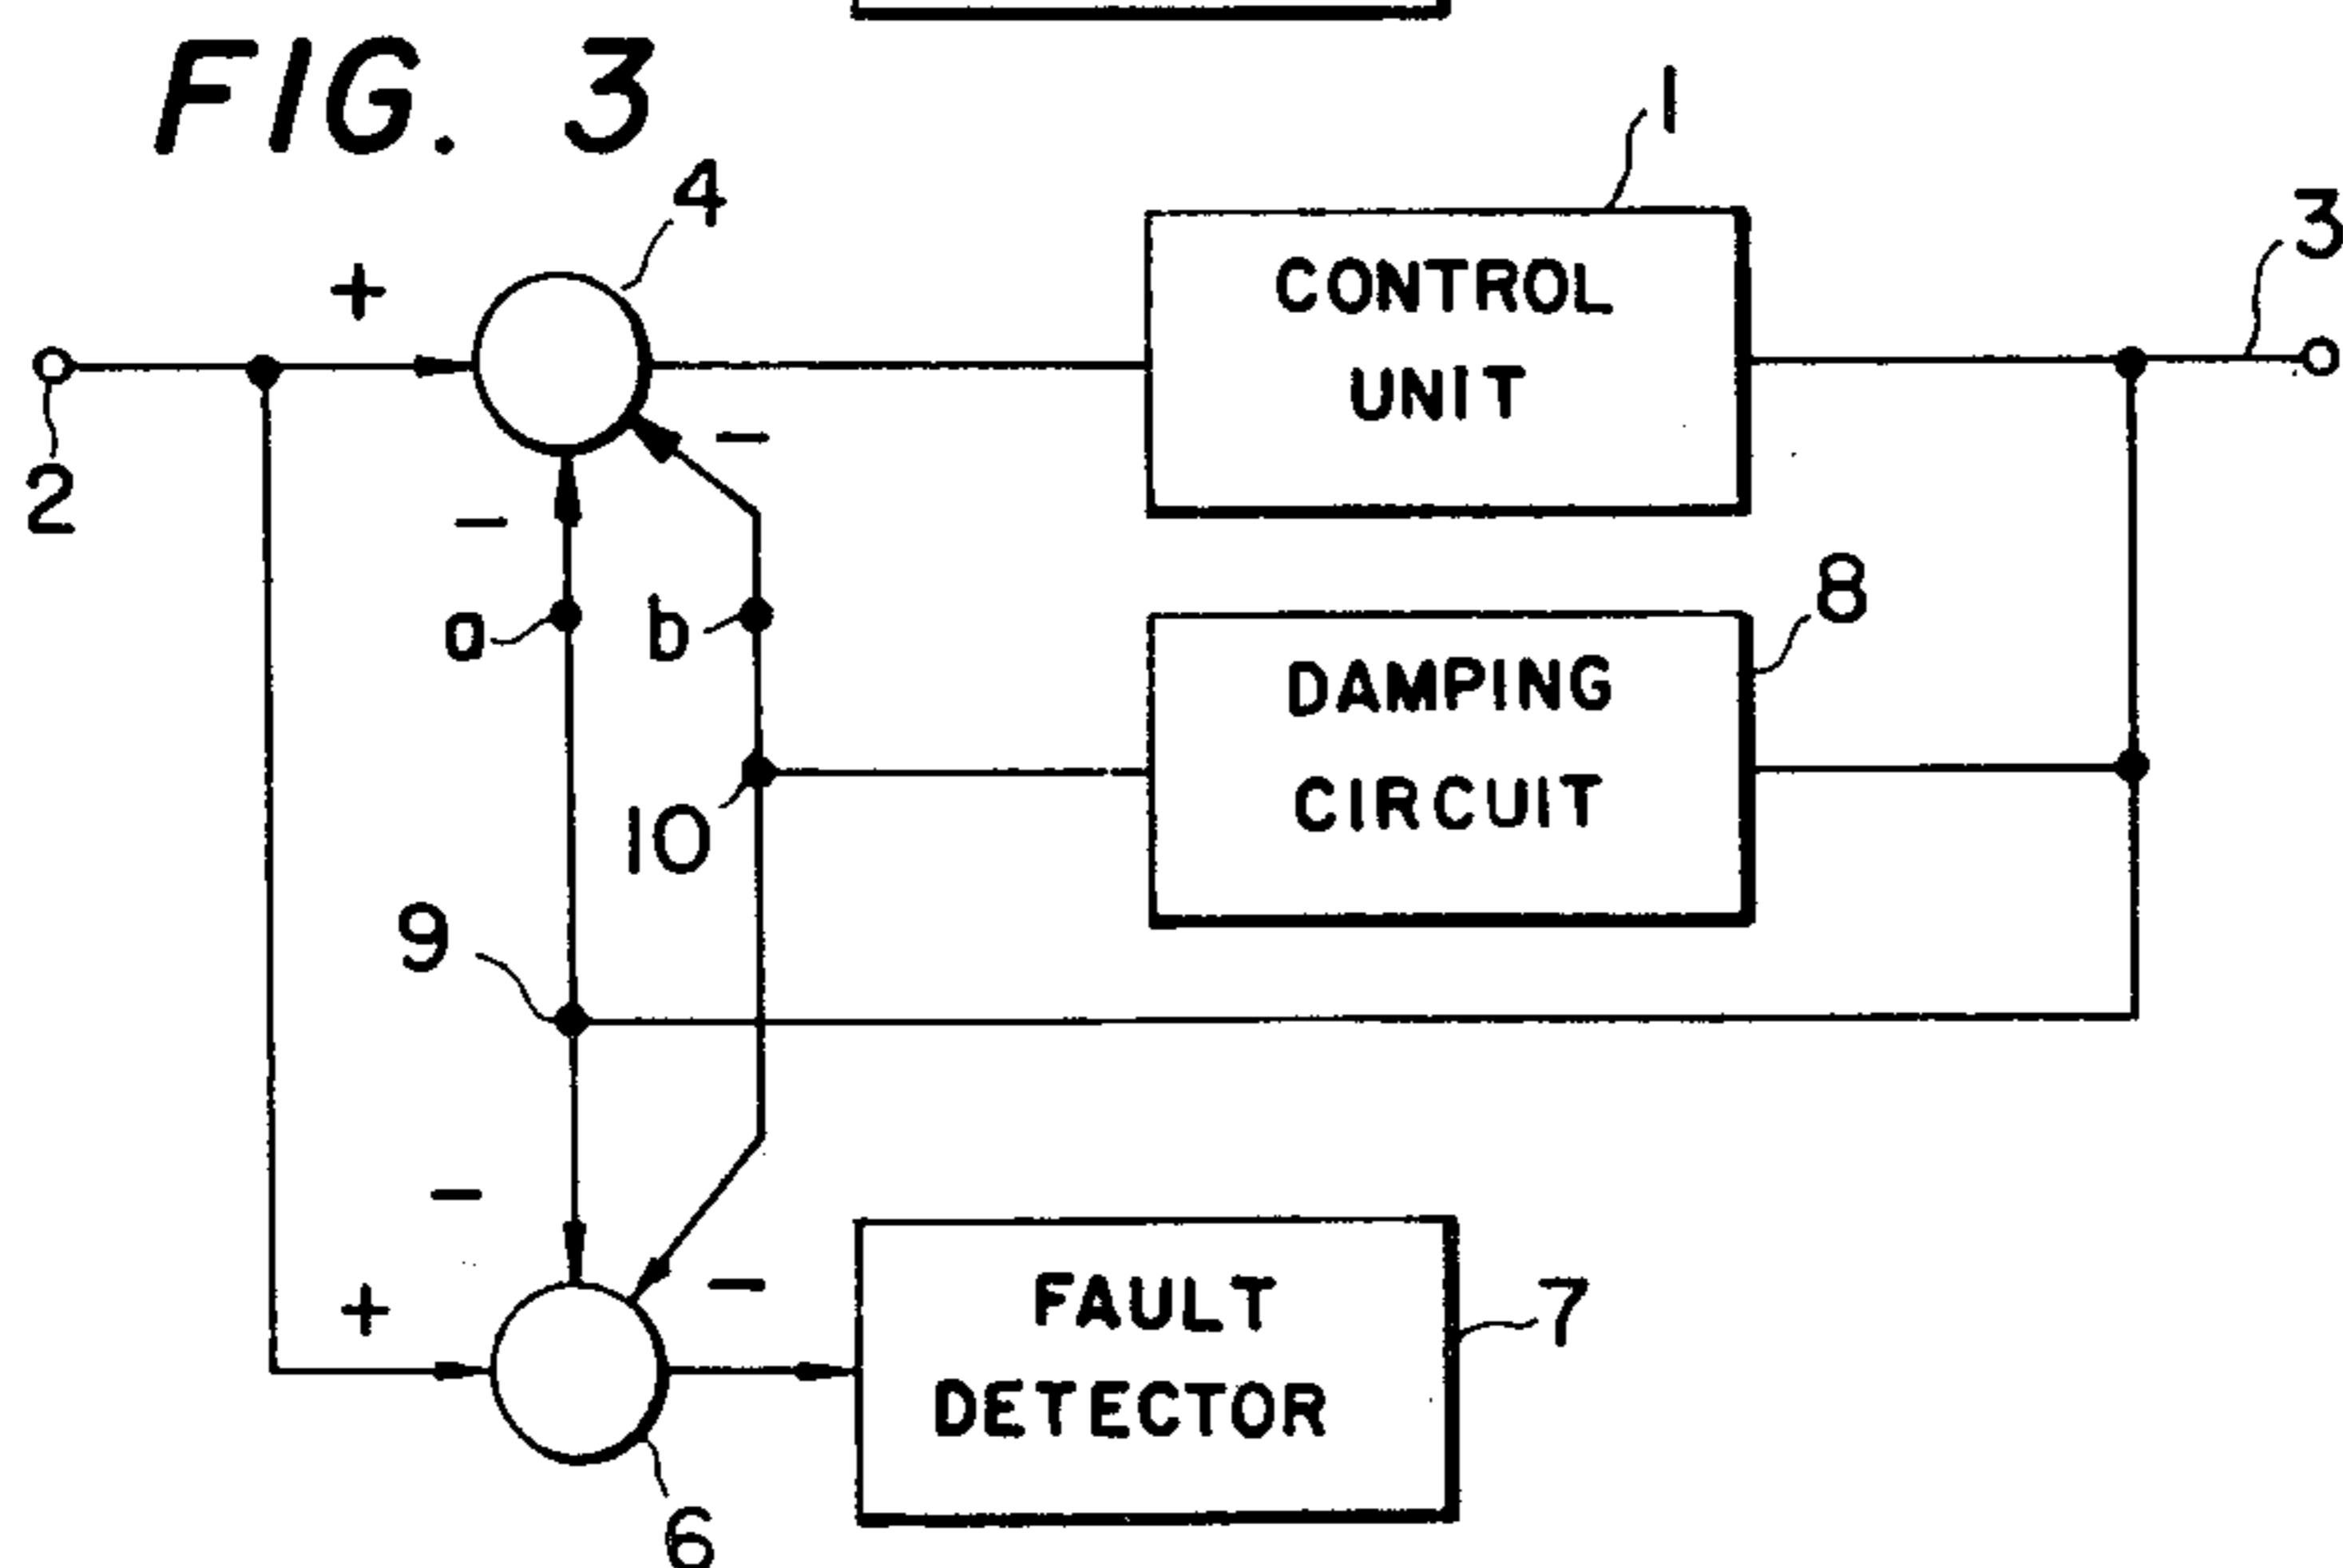 FIG. 3
1
4
3
+
CONTROL
UNIT
-
2
-
8
a
b
DAMPING
CIRCUIT
10
9
-
-
+
FAULT
DETECTOR
7
6